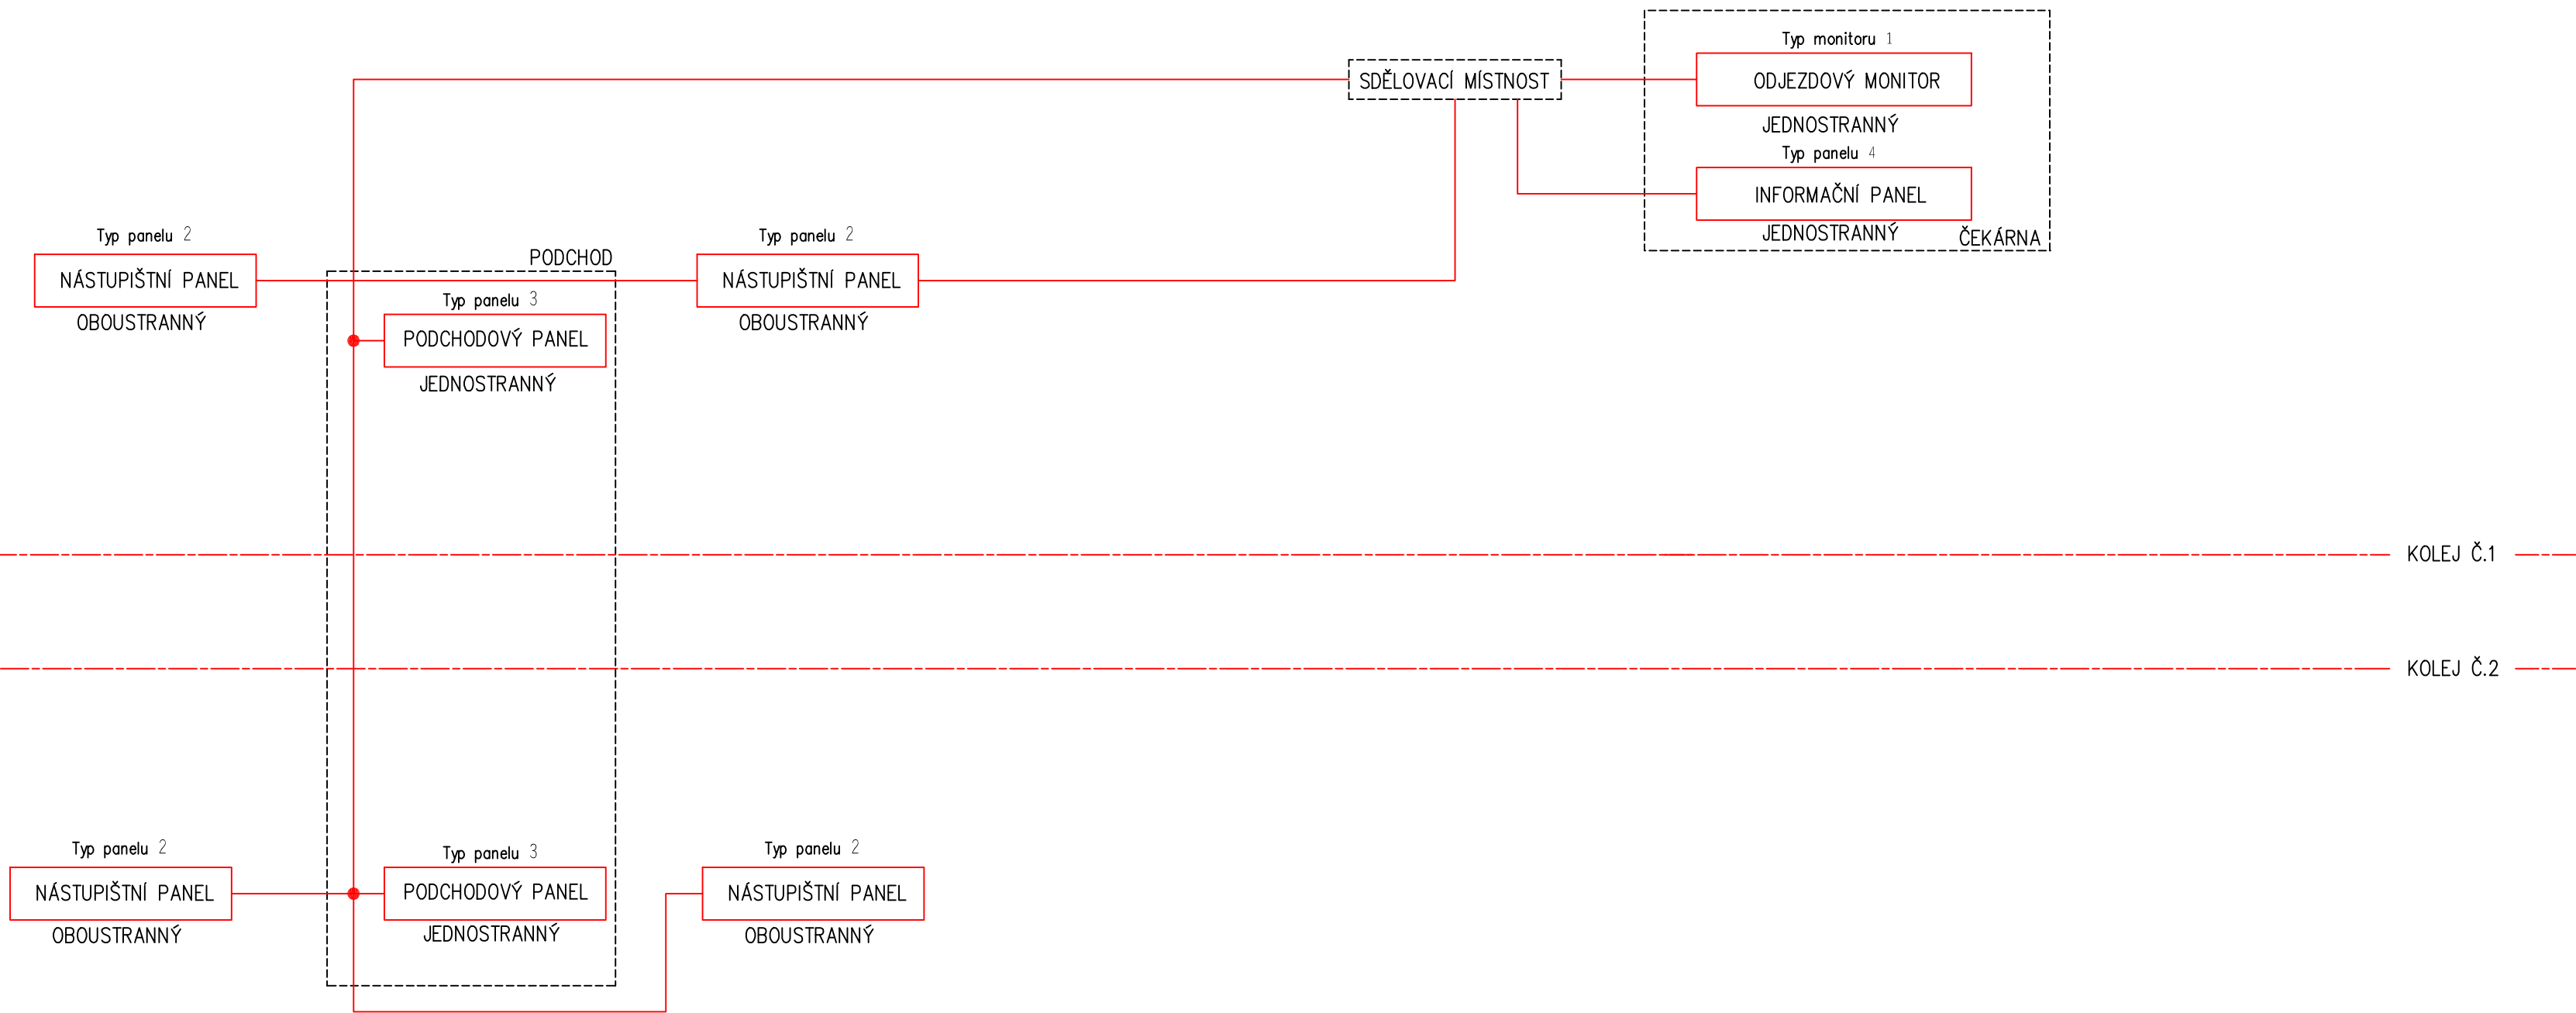 Typ monitoru 1
SDĚLOVACÍ MÍSTNOST
ODJEZDOVÝ MONITOR
JEDNOSTRANNÝ
Typ panelu 4
INFORMAČNÍ PANEL
JEDNOSTRANNÝ
ČEKÁRNA
Typ panelu 2
NÁSTUPIŠTNÍ PANEL
OBOUSTRANNÝ
PODCHOD
Typ panelu 3
PODCHODOVÝ PANEL
JEDNOSTRANNÝ
Typ panelu 2
NÁSTUPIŠTNÍ PANEL
OBOUSTRANNÝ
KOLEJ Č.1
KOLEJ Č.2
Typ panelu 2
NÁSTUPIŠTNÍ PANEL
OBOUSTRANNÝ
Typ panelu 3
PODCHODOVÝ PANEL
JEDNOSTRANNÝ
Typ panelu 2
NÁSTUPIŠTNÍ PANEL
OBOUSTRANNÝ